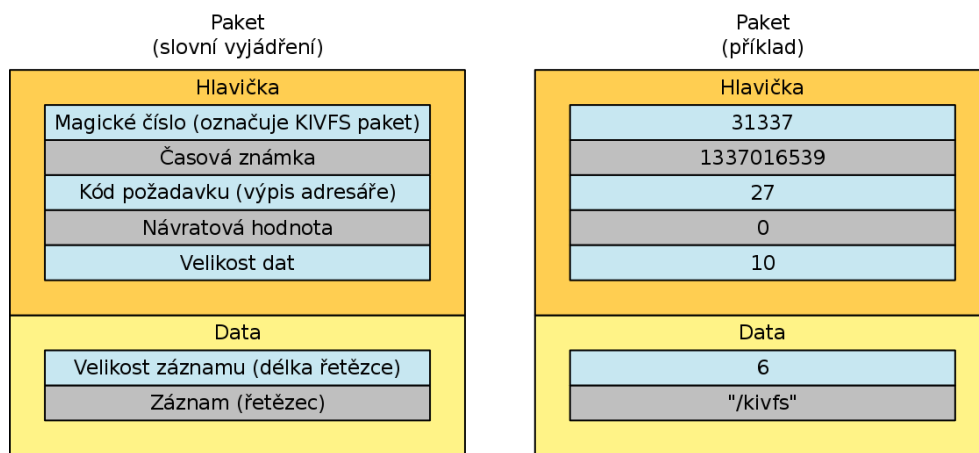 Paket
(slovní vyjádření)
Hlavička
Magické číslo (označuje KIVFS paket)
Časová známka
Kód požadavku (výpis adresáře)
Návratová hodnota
Velikost dat
Data
Velikost záznamu (délka řetězce)
Záznam (řetězec)
Paket
(příklad)
Hlavička
31337
1337016539
27
0
10
Data
6
"/kivfs"